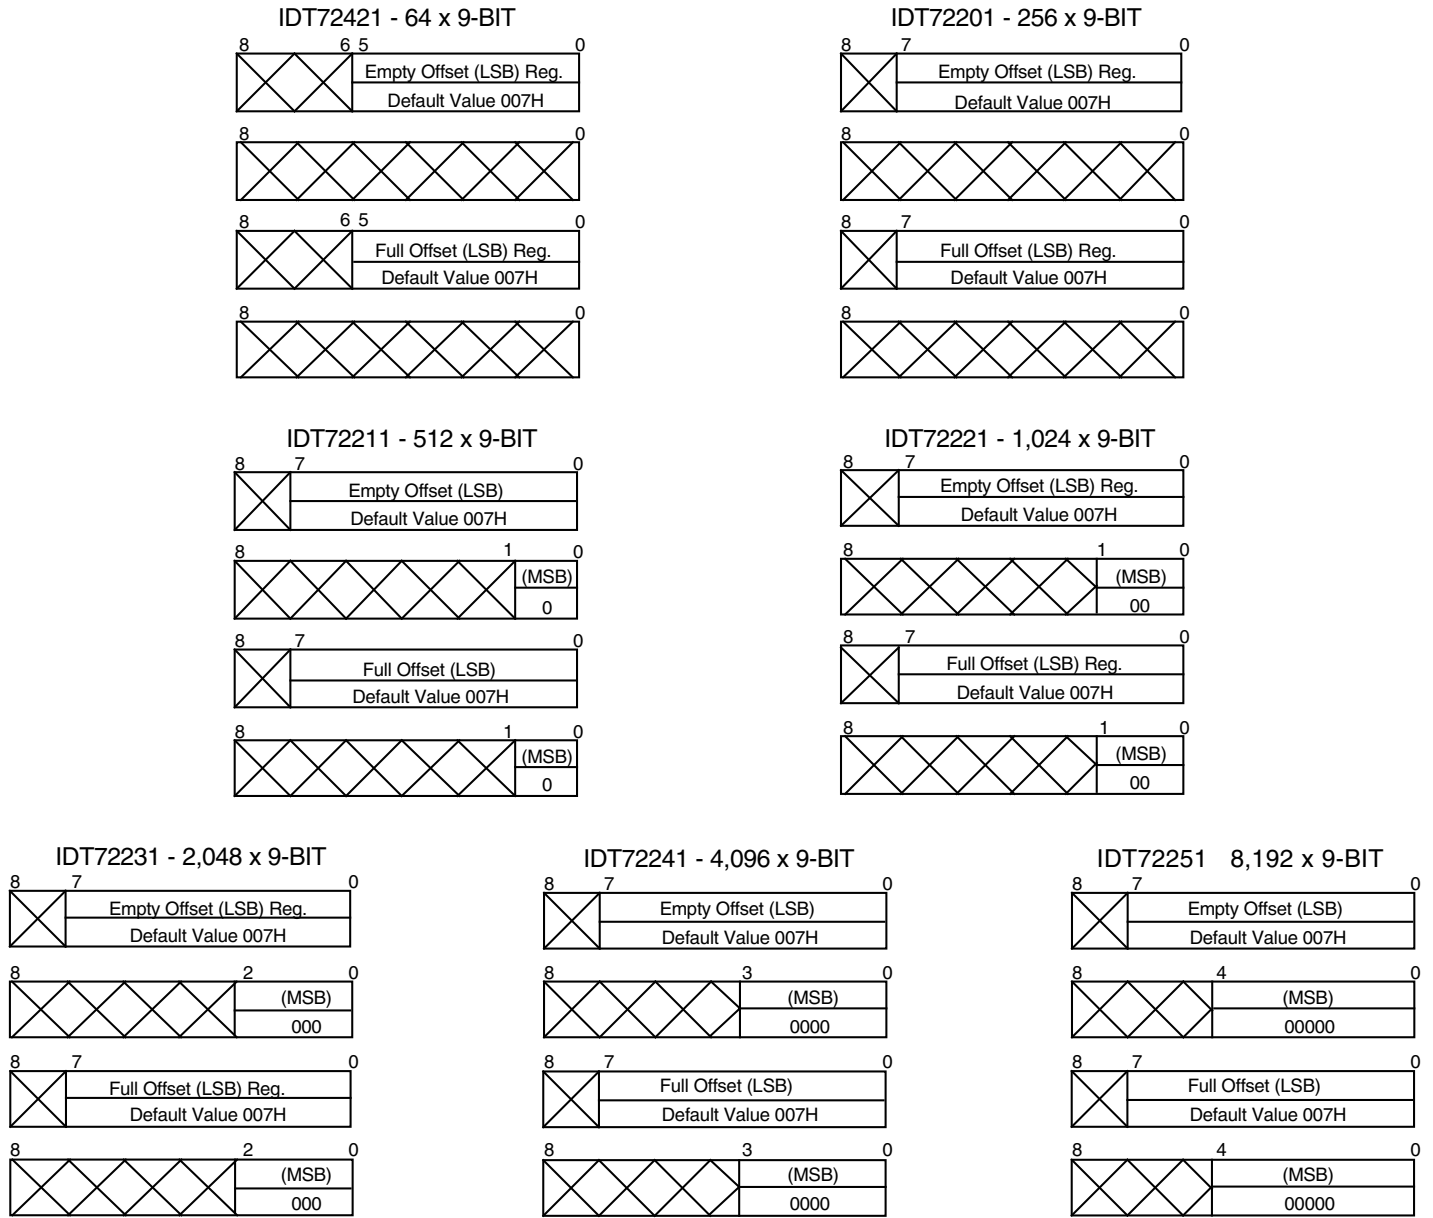 IDT72421 - 64 x 9-BIT
8 6 5 0
Empty Offset (LSB) Reg.
Default Value 007H
8 0
8 6 5 0
Full Offset (LSB) Reg.
Default Value 007H
8 0
IDT72201 - 256 x 9-BIT
8 7 0
Empty Offset (LSB) Reg.
Default Value 007H
8 0
8 7 0
Full Offset (LSB) Reg.
Default Value 007H
8 0
IDT72211 - 512 x 9-BIT
8 7 0
Empty Offset (LSB)
Default Value 007H
8 1 0
(MSB)
0
8 7 0
Full Offset (LSB)
Default Value 007H
8 1 0
(MSB)
0
IDT72221 - 1,024 x 9-BIT
8 7 0
Empty Offset (LSB) Reg.
Default Value 007H
8 1 0
(MSB)
00
8 7 0
Full Offset (LSB) Reg.
Default Value 007H
8 1 0
(MSB)
00
IDT72231 - 2,048 x 9-BIT
8 7 0
Empty Offset (LSB) Reg.
Default Value 007H
8 2 0
(MSB)
000
8 7 0
Full Offset (LSB) Reg.
Default Value 007H
8 2 0
(MSB)
000
IDT72241 - 4,096 x 9-BIT
8 7 0
Empty Offset (LSB)
Default Value 007H
8 3 0
(MSB)
0000
8 7 0
Full Offset (LSB)
Default Value 007H
8 3 0
(MSB)
0000
IDT72251 8,192 x 9-BIT
8 7 0
Empty Offset (LSB)
Default Value 007H
8 4 0
(MSB)
00000
8 7 0
Full Offset (LSB)
Default Value 007H
8 4 0
(MSB)
00000